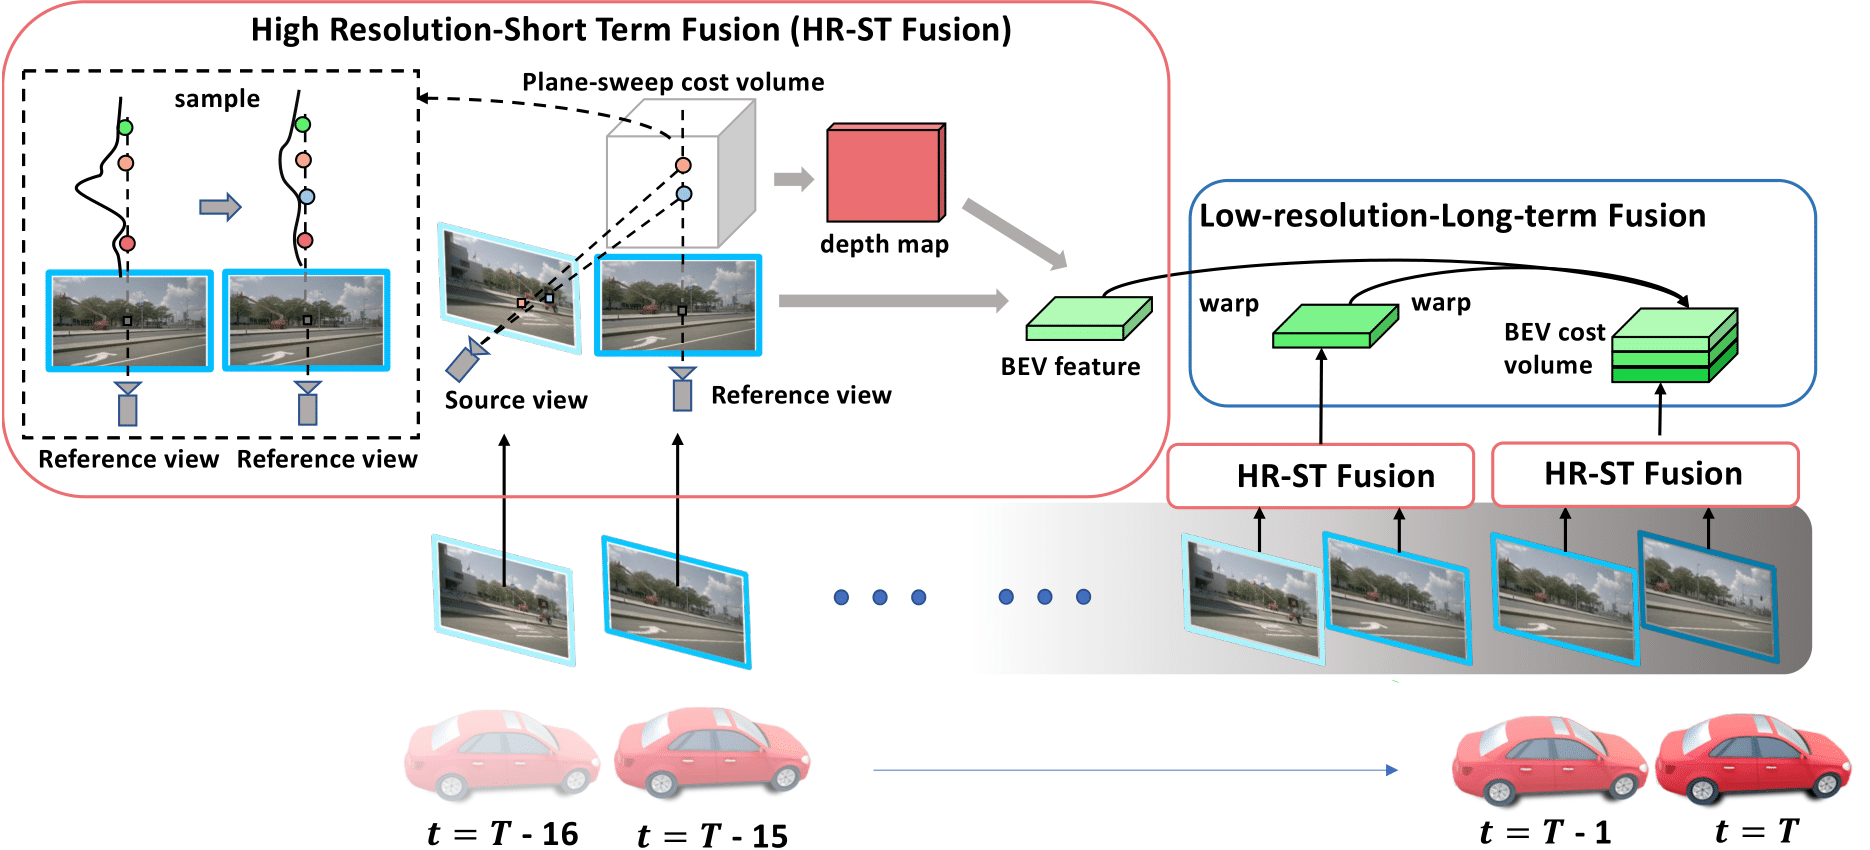 High Resolution-Short Term Fusion (HR-ST Fusion)
sample
Plane-sweep cost volume
depth map
Reference view
Reference view
Source view
Reference view
BEV feature
Low-resolution-Long-term Fusion
warp
warp
BEV cost
volume
HR-ST Fusion
HR-ST Fusion
t = T - 16
t = T - 15
t = T - 1
t = T